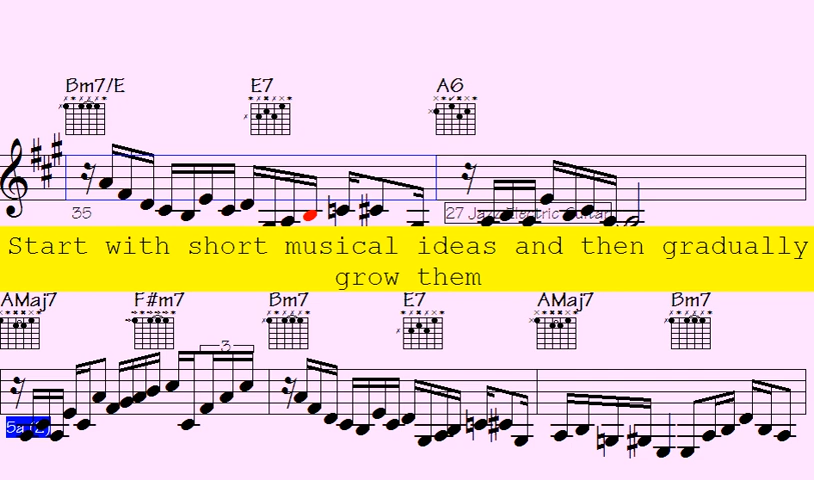 Bm7/E E7 A6
35
27 Jazz Electric Guitar
Start with short musical ideas and then gradually
grow them
AMaj7 F#m7 Bm7 E7 AMaj7 Bm7
3